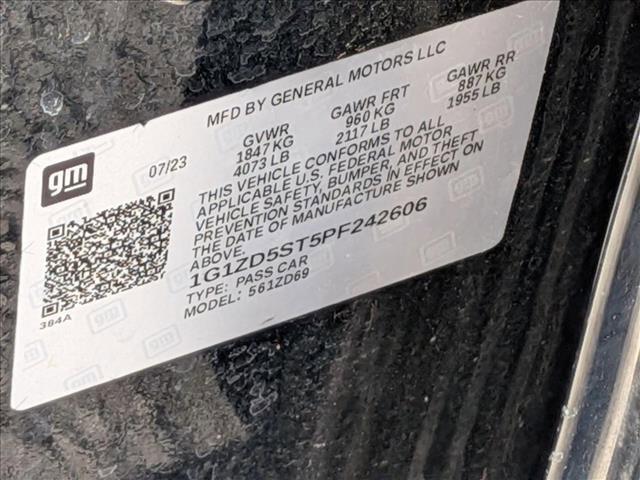 MFD BY GENERAL MOTORS LLC
gm
07/23
GVWR GAWR FRT GAWR RR
1847 KG 960 KG 887 KG
4073 LB 2117 LB 1955 LB
THIS VEHICLE CONFORMS TO ALL
APPLICABLE U.S. FEDERAL MOTOR
VEHICLE SAFETY, BUMPER, AND THEFT
PREVENTION STANDARDS IN EFFECT ON
THE DATE OF MANUFACTURE SHOWN
ABOVE.
1G1ZD5ST5PF242606
TYPE: PASS CAR
MODEL: 561ZD69
384A